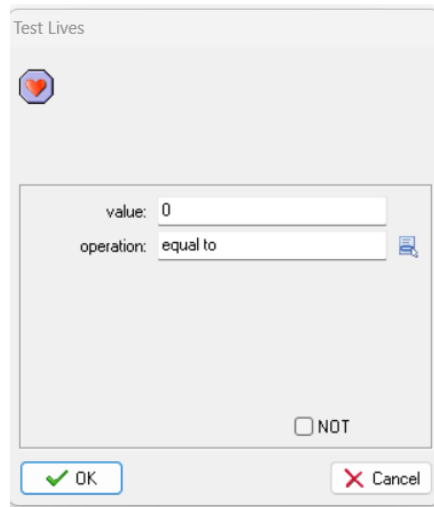 Test Lives
value: 0
operation: equal to
NOT
OK Cancel